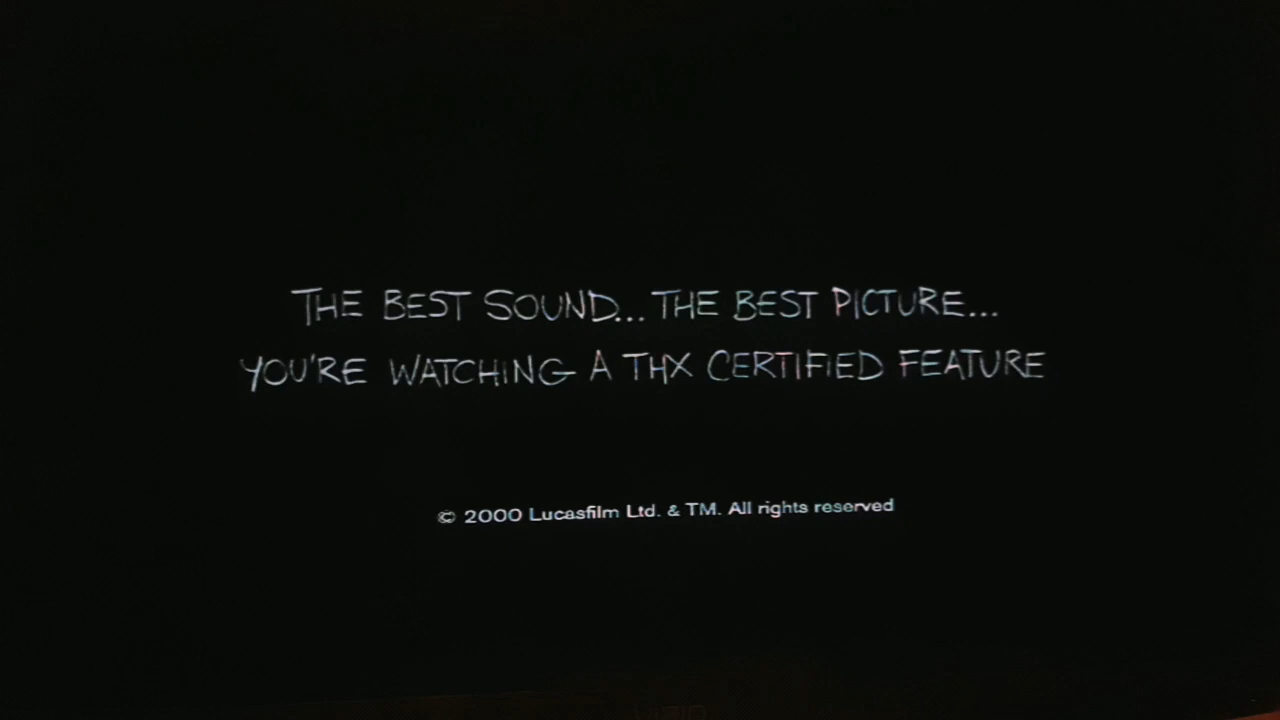 THE BEST SOUND...THE BEST PICTURE...
YOU'RE WATCHING A THX CERTIFIED FEATURE
© 2000 Lucasfilm Ltd. & TM. All rights reserved
VIZIO